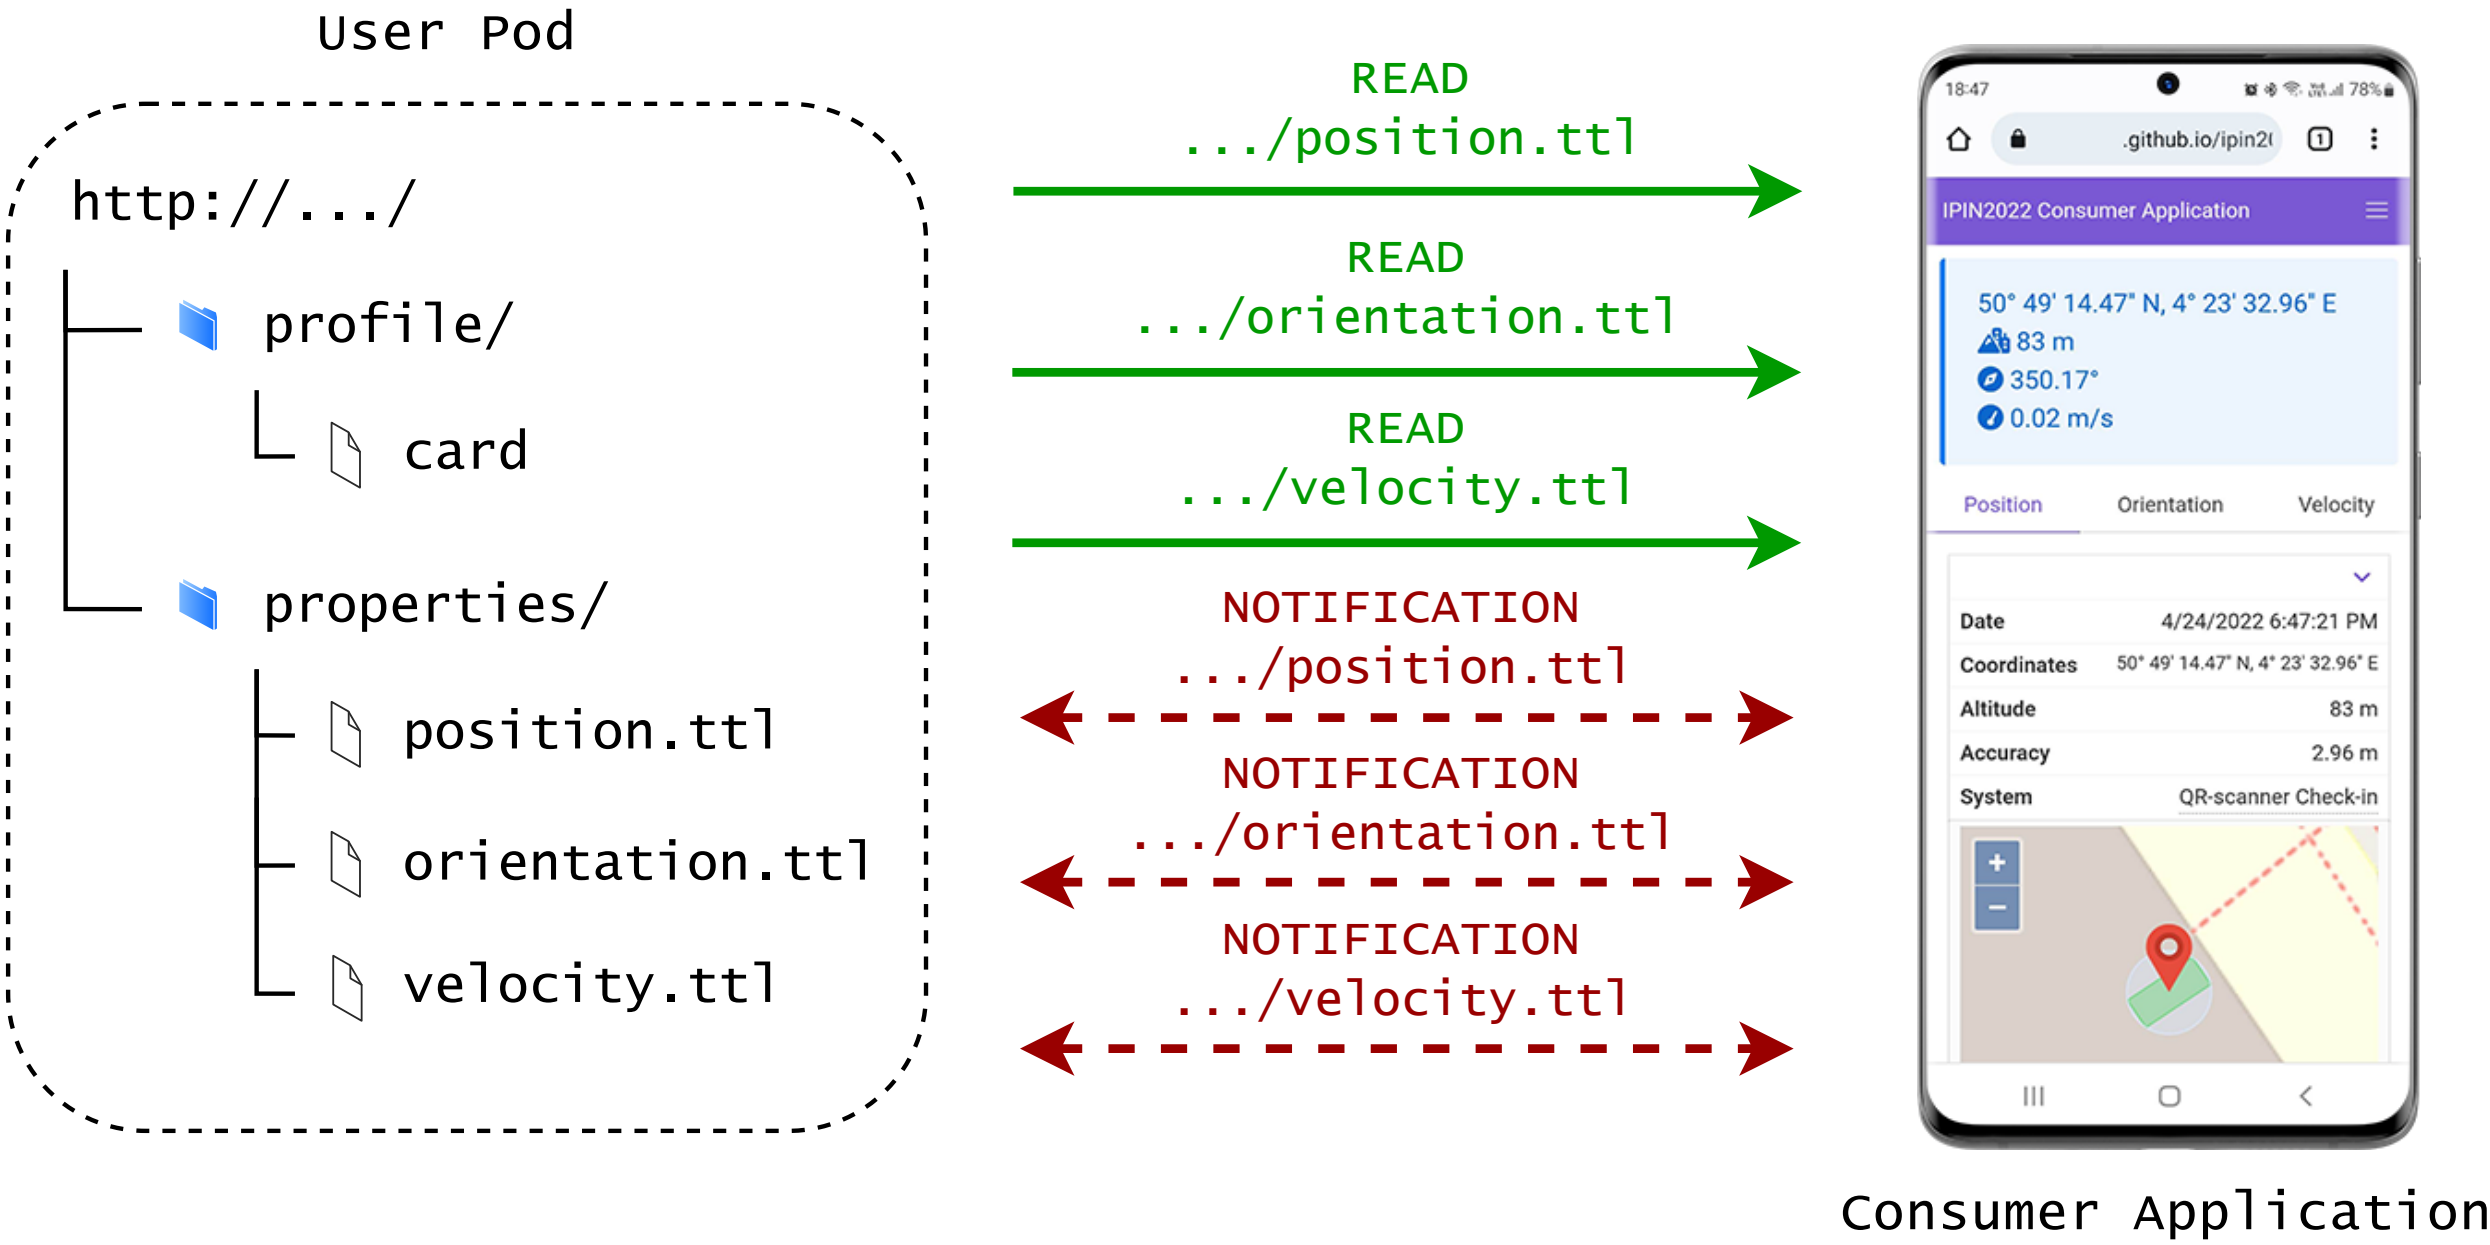 User Pod
http://.../
profile/
card
properties/
position.ttl
orientation.ttl
velocity.ttl
READ
.../position.ttl
READ
.../orientation.ttl
READ
.../velocity.ttl
NOTIFICATION
.../position.ttl
NOTIFICATION
.../orientation.ttl
NOTIFICATION
.../velocity.ttl
18:47
78%
.github.io/ipin2
1
IPIN2022 Consumer Application
50° 49' 14.47" N, 4° 23' 32.96" E
83 m
350.17°
0.02 m/s
Position Orientation Velocity
Date 4/24/2022 6:47:21 PM
Coordinates 50° 49' 14.47" N, 4° 23' 32.96" E
Altitude 83 m
Accuracy 2.96 m
System QR-scanner Check-in
+
−
Consumer Application